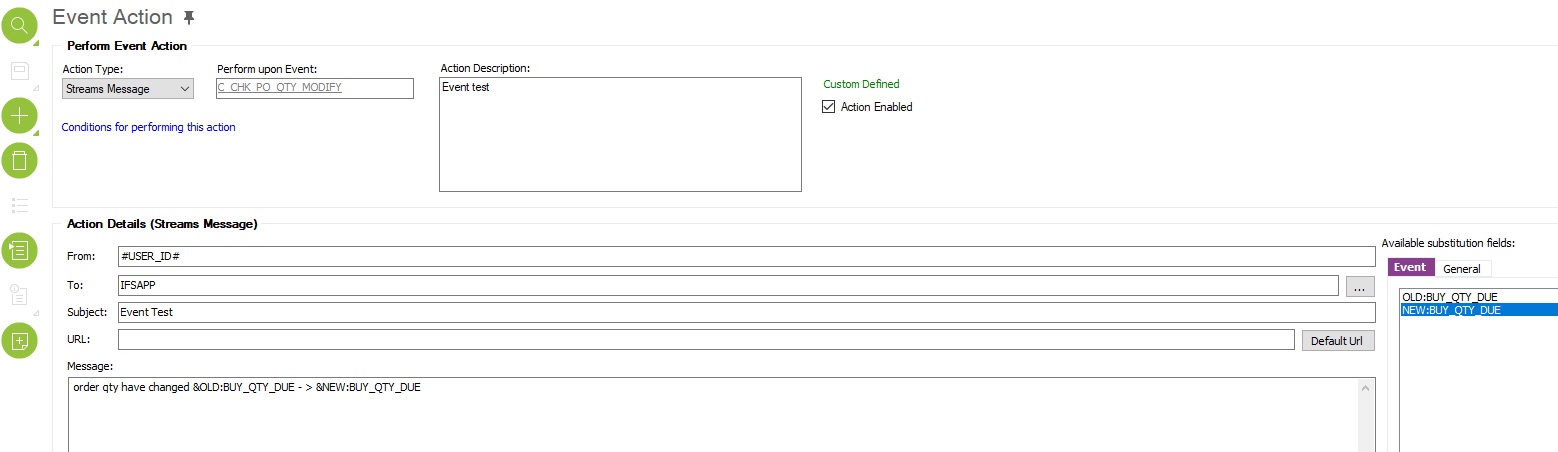 Event Action
Perform Event Action
Action Type:
Streams Message
Perform upon Event:
C_CHK_PO_QTY_MODIFY
Action Description:
Event test
Custom Defined
Action Enabled
Conditions for performing this action
Action Details (Streams Message)
From:
#USER_ID#
To:
IFSAPP
...
Subject:
Event Test
URL:
Default Url
Message:
order qty have changed &OLD:BUY_QTY_DUE - > &NEW:BUY_QTY_DUE
Available substitution fields:
Event
General
OLD:BUY_QTY_DUE
NEW:BUY_QTY_DUE